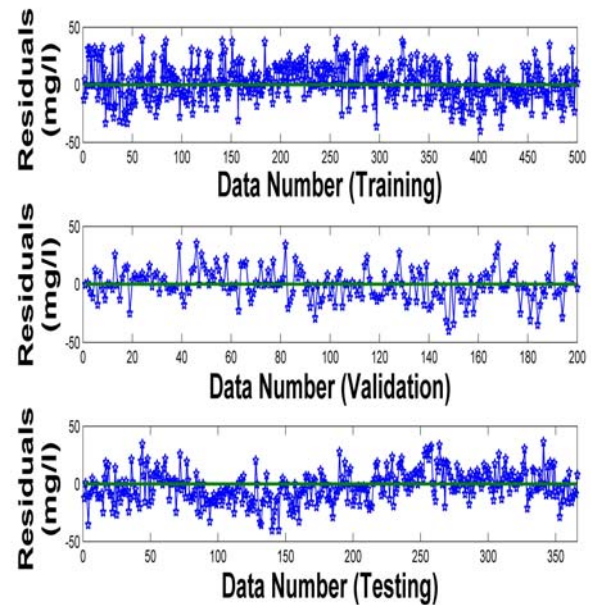 Residuals
(mg/l)
50
0
-50
0 50 100 150 200 250 300 350 400 450 500
Data Number (Training)
Residuals
(mg/l)
50
0
-50
0 20 40 60 80 100 120 140 160 180 200
Data Number (Validation)
Residuals
(mg/l)
50
0
-50
0 50 100 150 200 250 300 350
Data Number (Testing)